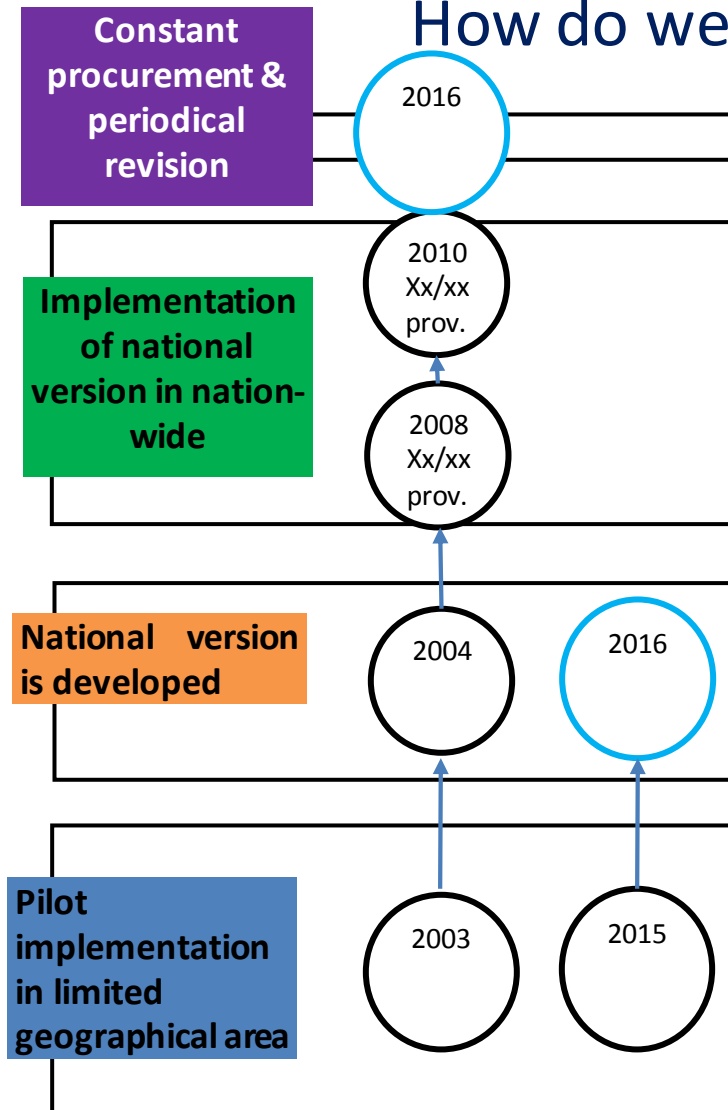 How do we
Constant
procurement &
periodical
revision
2016
2010
Xx/xx
prov.
Implementation
of national
version in nation-
wide
2008
Xx/xx
prov.
National version
is developed
2004
2016
Pilot
implementation
in limited
geographical area
2003
2015